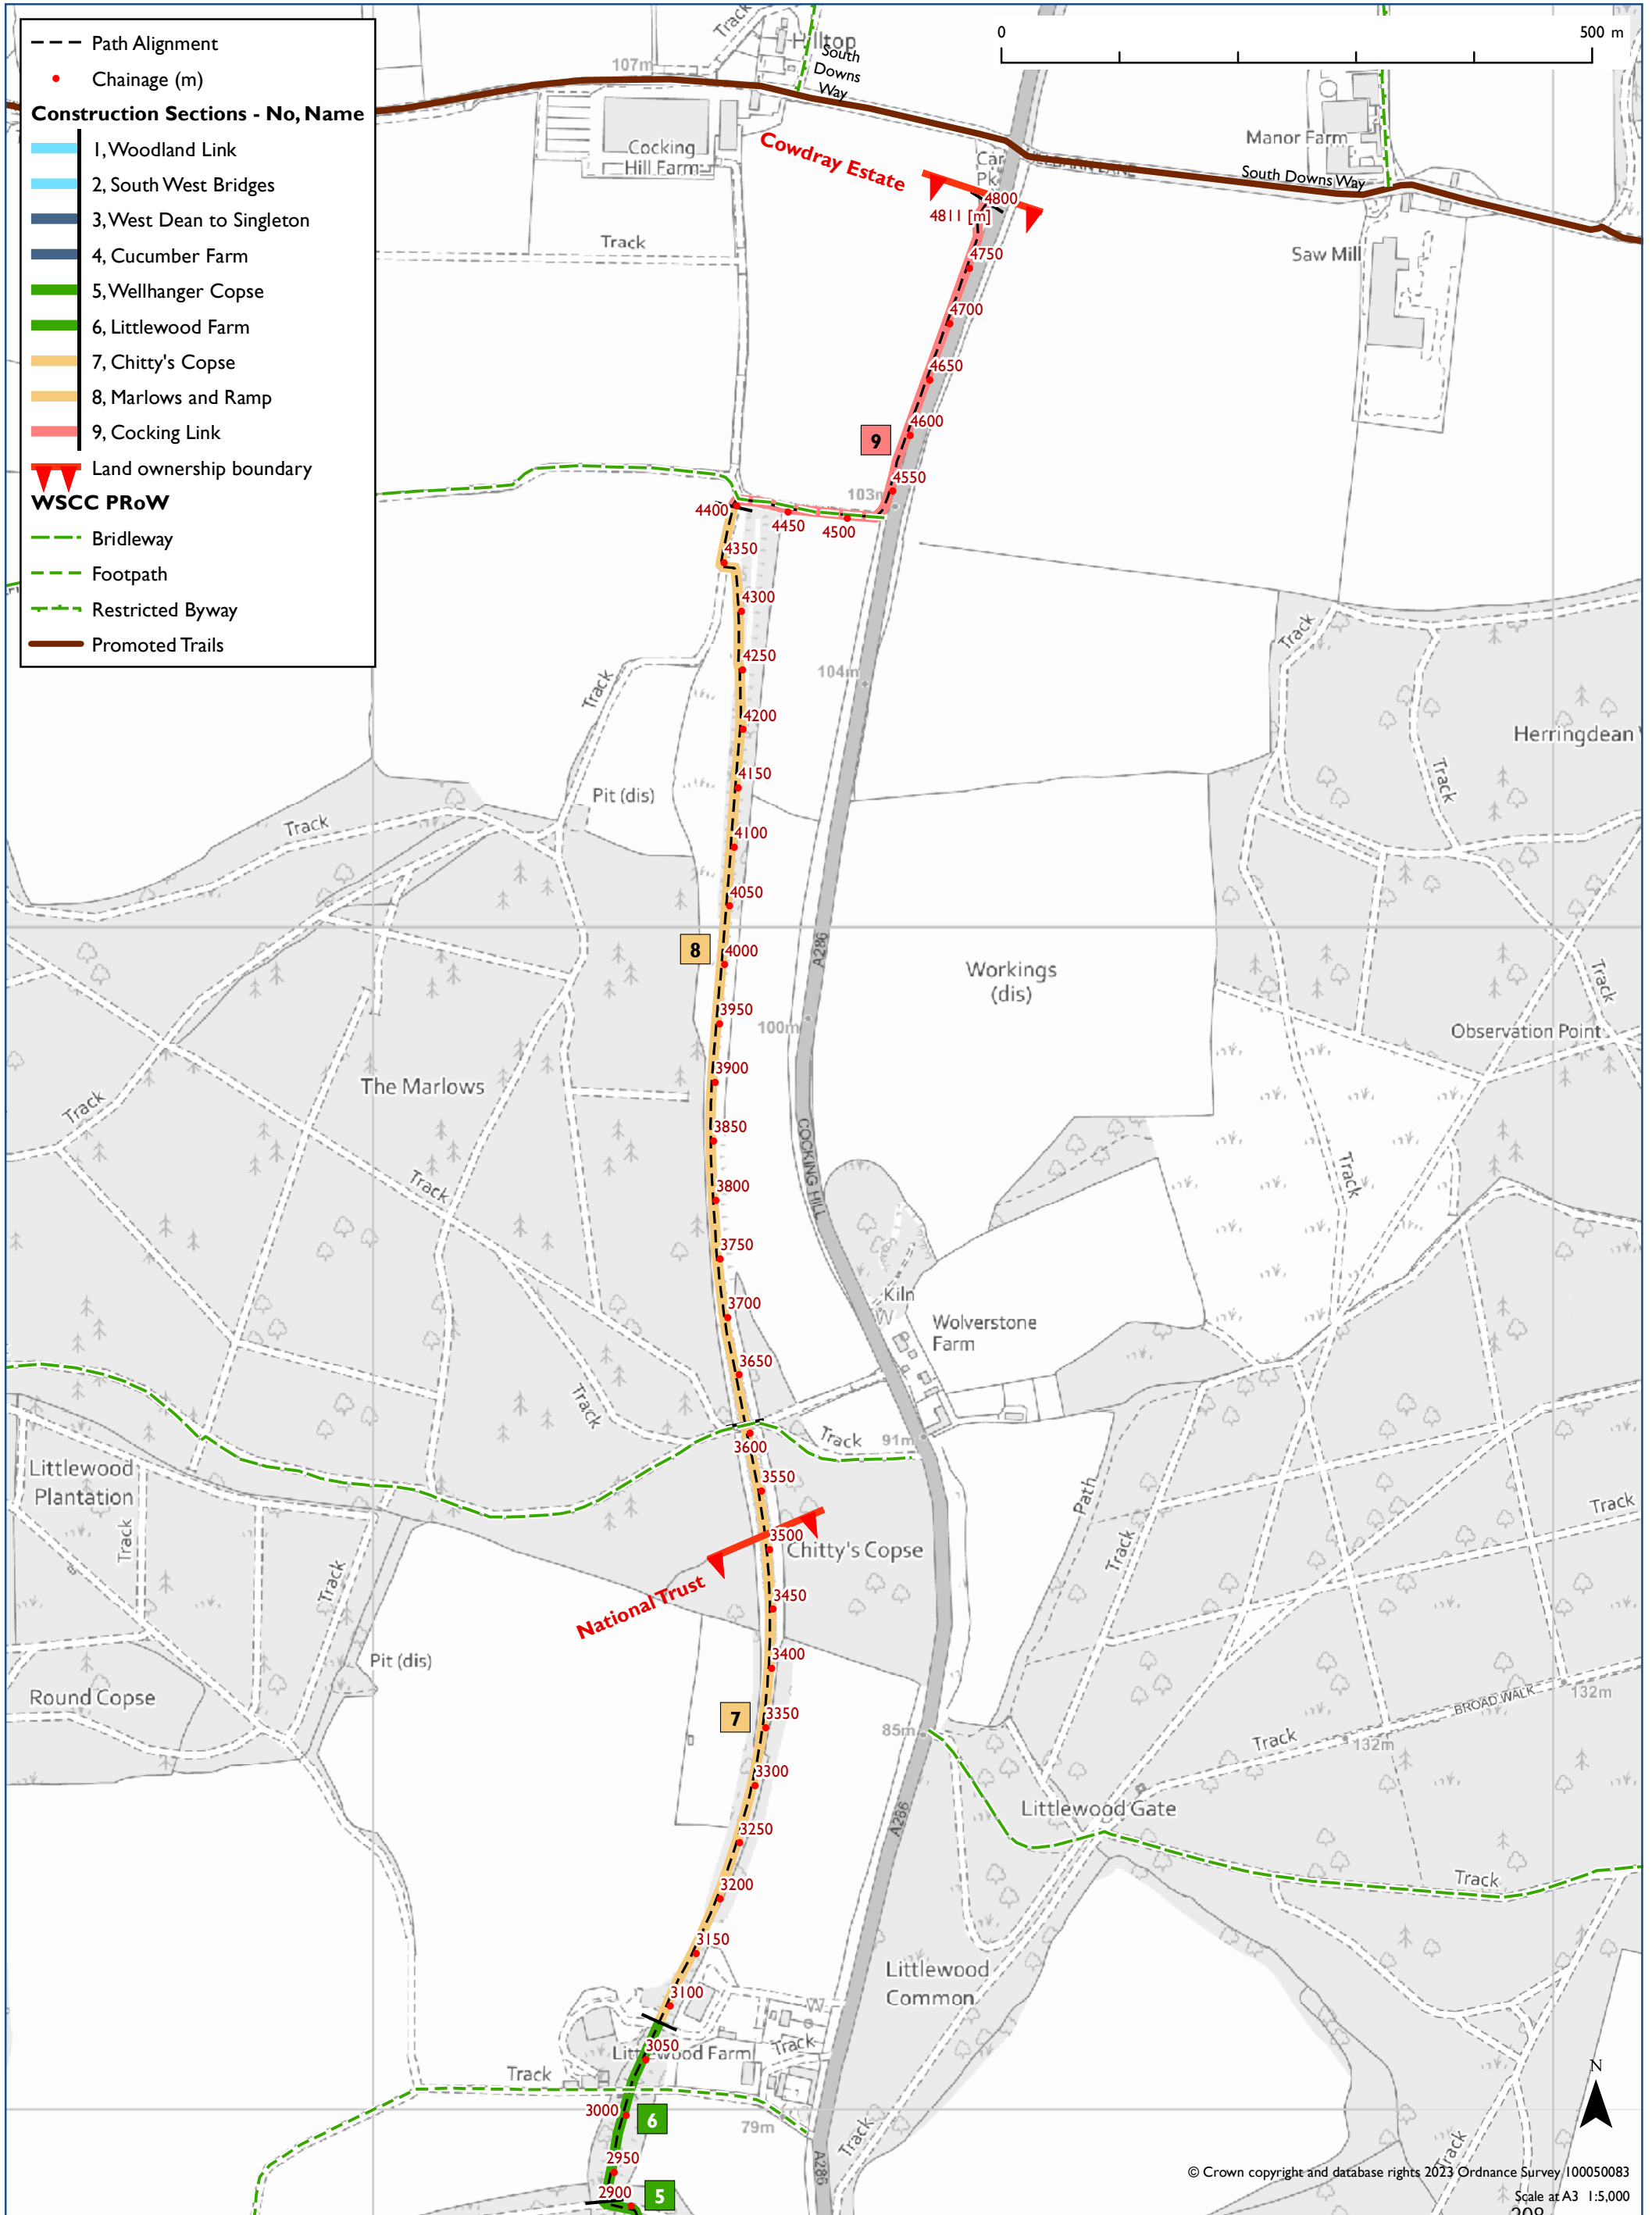 Path Alignment
Chainage (m)
Construction Sections - No, Name
1, Woodland Link
2, South West Bridges
3, West Dean to Singleton
4, Cucumber Farm
5, Wellhanger Copse
6, Littlewood Farm
7, Chitty's Copse
8, Marlows and Ramp
9, Cocking Link
Land ownership boundary
WSCC PRoW
Bridleway
Footpath
Restricted Byway
Promoted Trails
0
500 m
Track
Hilltop
South
Downs
Way
107m
Cocking
Hill Farm
Cowdray Estate
Car
Pk
Manor Farm
South Downs Way
4800
4811 [m]
Track
4750
Saw Mill
4700
4650
4600
9
4550
103m
4400
4450
4500
4350
4300
Track
4250
104m
Track
4200
Herringdean
4150
Pit (dis)
Track
Track
4100
4050
8
4000
A286
Workings
(dis)
Track
3950
100m
Observation Point
3900
The Marlows
Track
3850
COCKING HILL
Track
3800
Track
3750
Kiln
3700
W
Wolverstone
Farm
3650
Track
Track
91m
3600
Littlewood
Plantation
3550
Path
Track
Track
3500
Chitty's Copse
Track
Track
National Trust
3450
3400
Pit (dis)
Round Copse
7
3350
132m
BROAD WALK
85m
Track
132m
3300
Littlewood Gate
A286
3250
3200
Track
3150
Littlewood
Common
3100
W
3050
Littlewood Farm
Track
Track
N
3000
6
79m
Track
Track
2950
A286
© Crown copyright and database rights 2023 Ordnance Survey 100050083
2900
5
Scale at A3 1:5,000